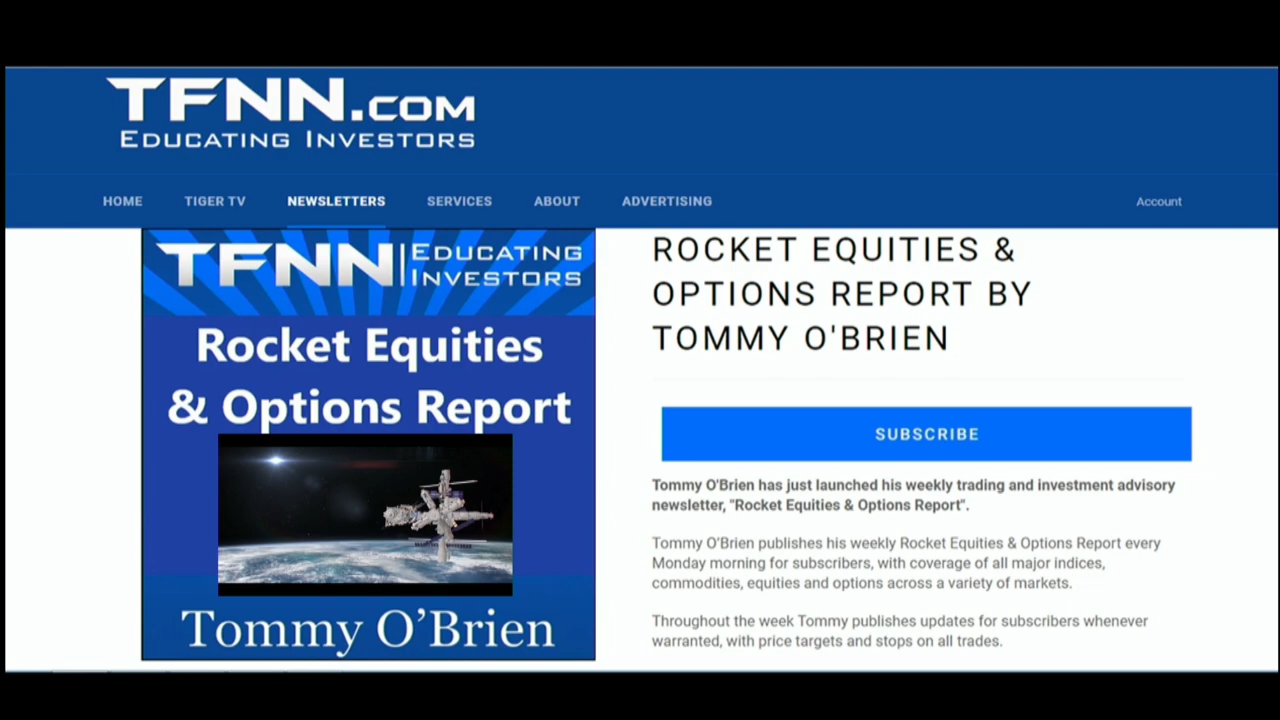 TFNN.COM
EDUCATING INVESTORS
HOME TIGER TV NEWSLETTERS SERVICES ABOUT ADVERTISING Account
TFNN EDUCATING
INVESTORS
Rocket Equities
& Options Report
Tommy O’Brien
ROCKET EQUITIES &
OPTIONS REPORT BY
TOMMY O'BRIEN
SUBSCRIBE
Tommy O'Brien has just launched his weekly trading and investment advisory
newsletter, "Rocket Equities & Options Report".
Tommy O’Brien publishes his weekly Rocket Equities & Options Report every
Monday morning for subscribers, with coverage of all major indices,
commodities, equities and options across a variety of markets.
Throughout the week Tommy publishes updates for subscribers whenever
warranted, with price targets and stops on all trades.